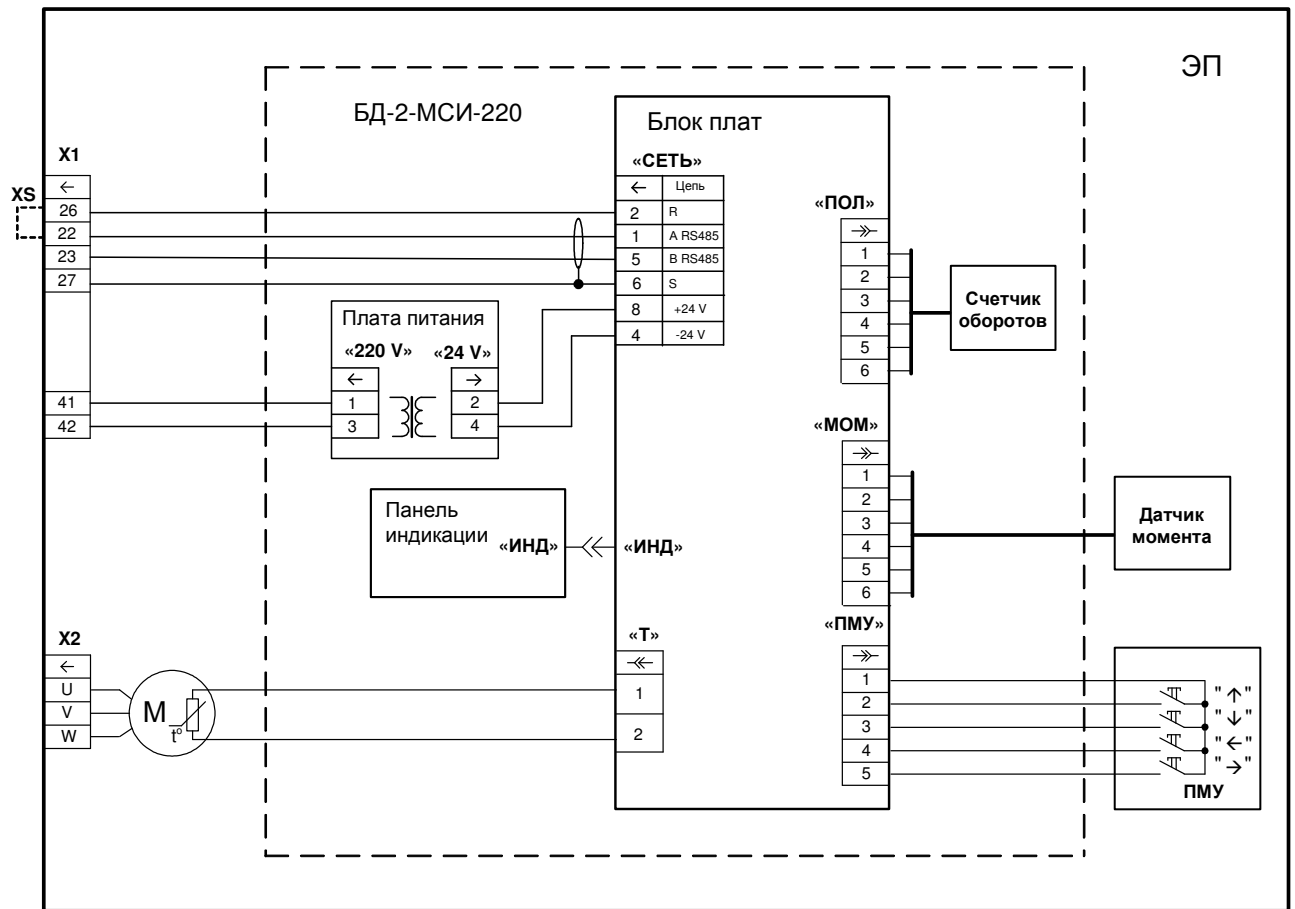 ЭП
БД-2-МСИ-220
Блок плат
X1
«СЕТЬ»
XS
←
← Цепь
«ПОЛ»
26
2 R
22
1 A RS485
1
23
5 B RS485
2
27
6 S
3
Счетчик
оборотов
Плата питания
8 +24 V
4
«220 V» «24 V»
4 -24 V
5
← →
6
41
1 2
42
3 4
«МОМ»
1
Панель
индикации
2
Датчик
момента
3
«ИНД» «ИНД»
4
5
6
X2
«Т»
«ПМУ»
←
U
1
1
V
M
t°
2 "↑"
W
2
3 "↓"
4 "←"
5 "→"
ПМУ